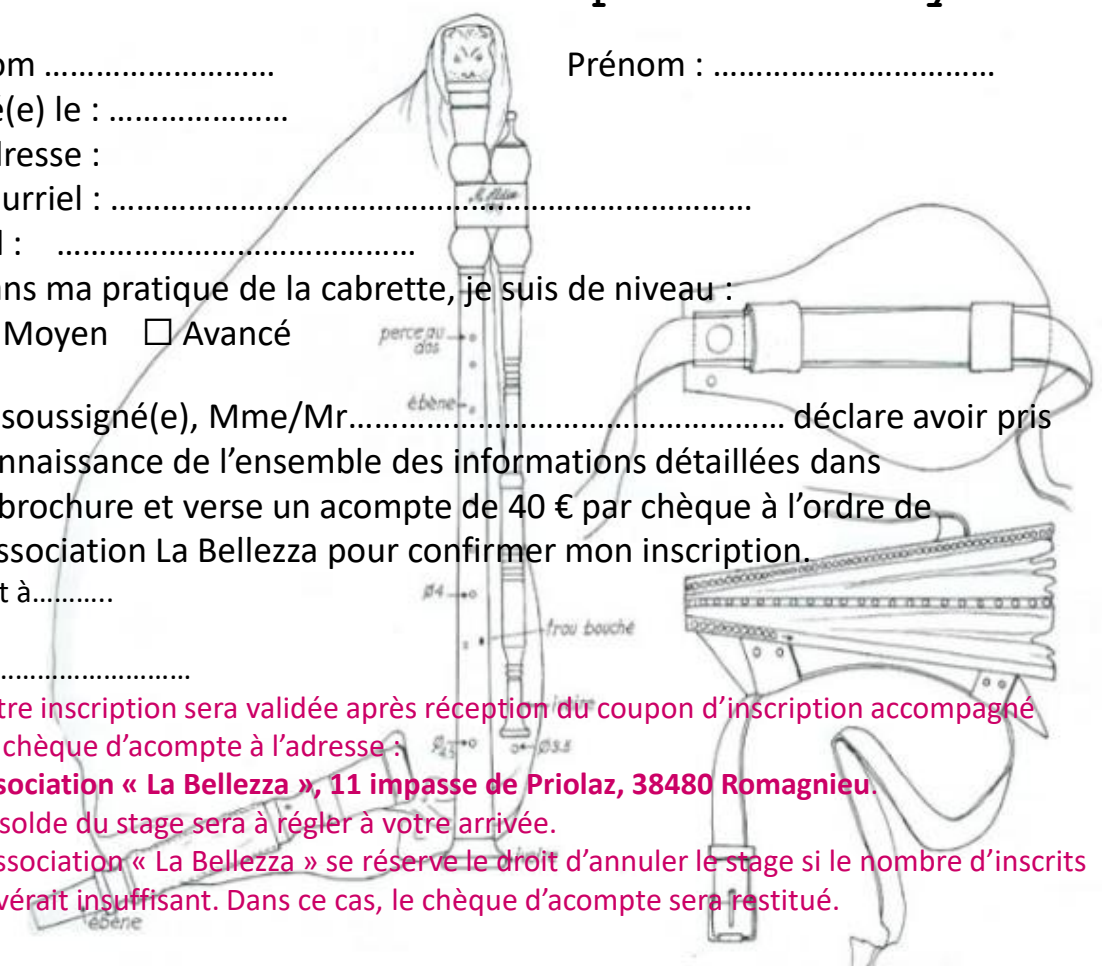 om ........................... Prénom : .................................
é(e) le : .....................
dresse :
urriel : ...........................................................................
l : ..........................................
ans ma pratique de la cabrette, je suis de niveau :
Moyen ☐ Avancé
perce au
dos
ébène
soussigné(e), Mme/Mr................................................... déclare avoir pris
nnaissance de l’ensemble des informations détaillées dans
brochure et verse un acompte de 40 € par chèque à l’ordre de
ssociation La Bellezza pour confirmer mon inscription.
t à...........
ø4
trou bouché
................................
tre inscription sera validée après réception du coupon d’inscription accompagné
chèque d’acompte à l’adresse :
ø3.5
ssociation « La Bellezza », 11 impasse de Priolaz, 38480 Romagnieu.
solde du stage sera à régler à votre arrivée.
ssociation « La Bellezza » se réserve le droit d’annuler le stage si le nombre d’inscrits
vérait insuffisant. Dans ce cas, le chèque d’acompte sera restitué.
ébène